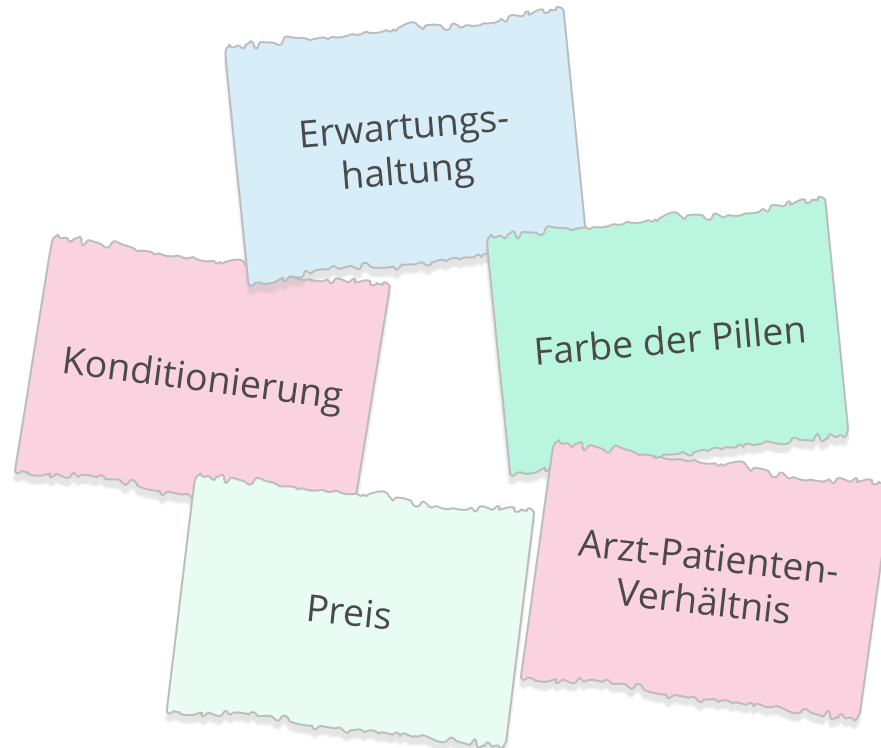 Erwartungs-
haltung
Farbe der Pillen
Konditionierung
Arzt-Patienten-
Verhältnis
Preis